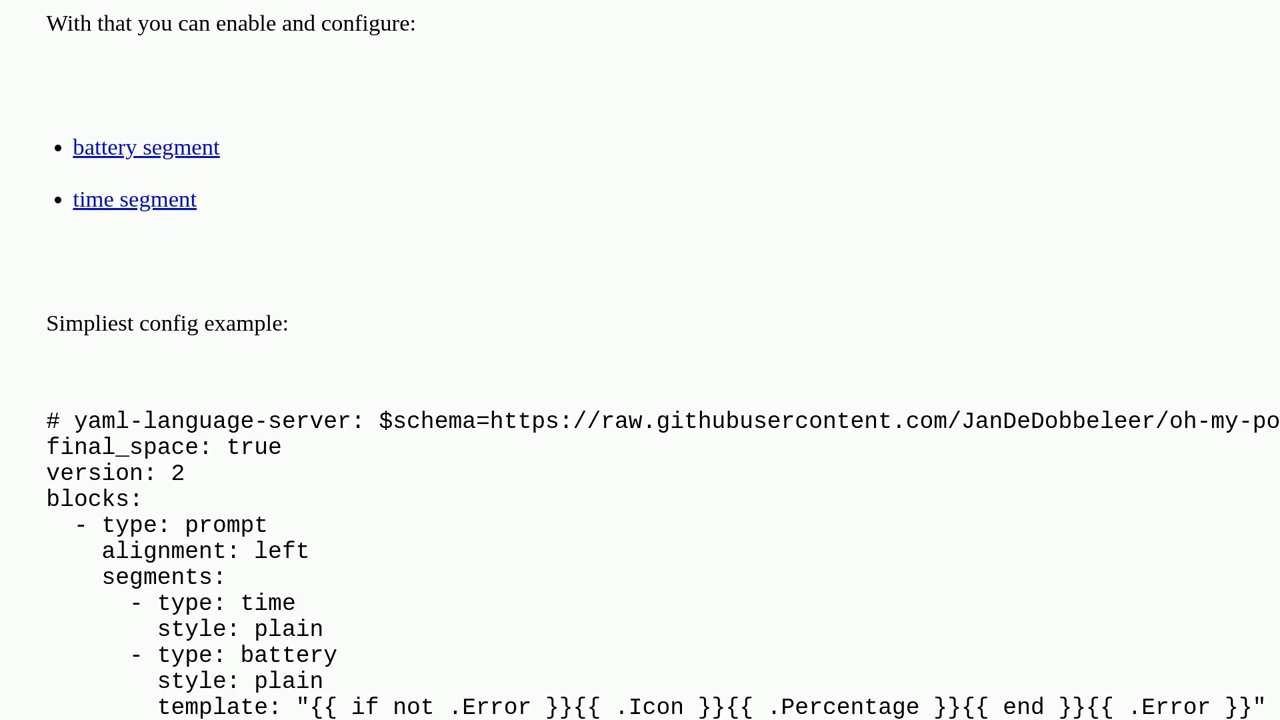 With that you can enable and configure:
• battery segment
• time segment
Simpliest config example:
# yaml-language-server: $schema=https://raw.githubusercontent.com/JanDeDobbeleer/oh-my-po
final_space: true
version: 2
blocks:
  - type: prompt
    alignment: left
    segments:
      - type: time
        style: plain
      - type: battery
        style: plain
        template: "{{ if not .Error }}{{ .Icon }}{{ .Percentage }}{{ end }}{{ .Error }}"